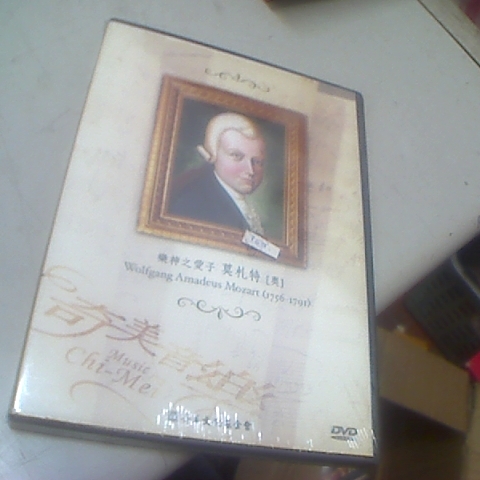 樂神之愛子 莫札特 [奧]
Wolfgang Amadeus Mozart (1756-1791)
奇美音
Music
Chi-Mei
DVD